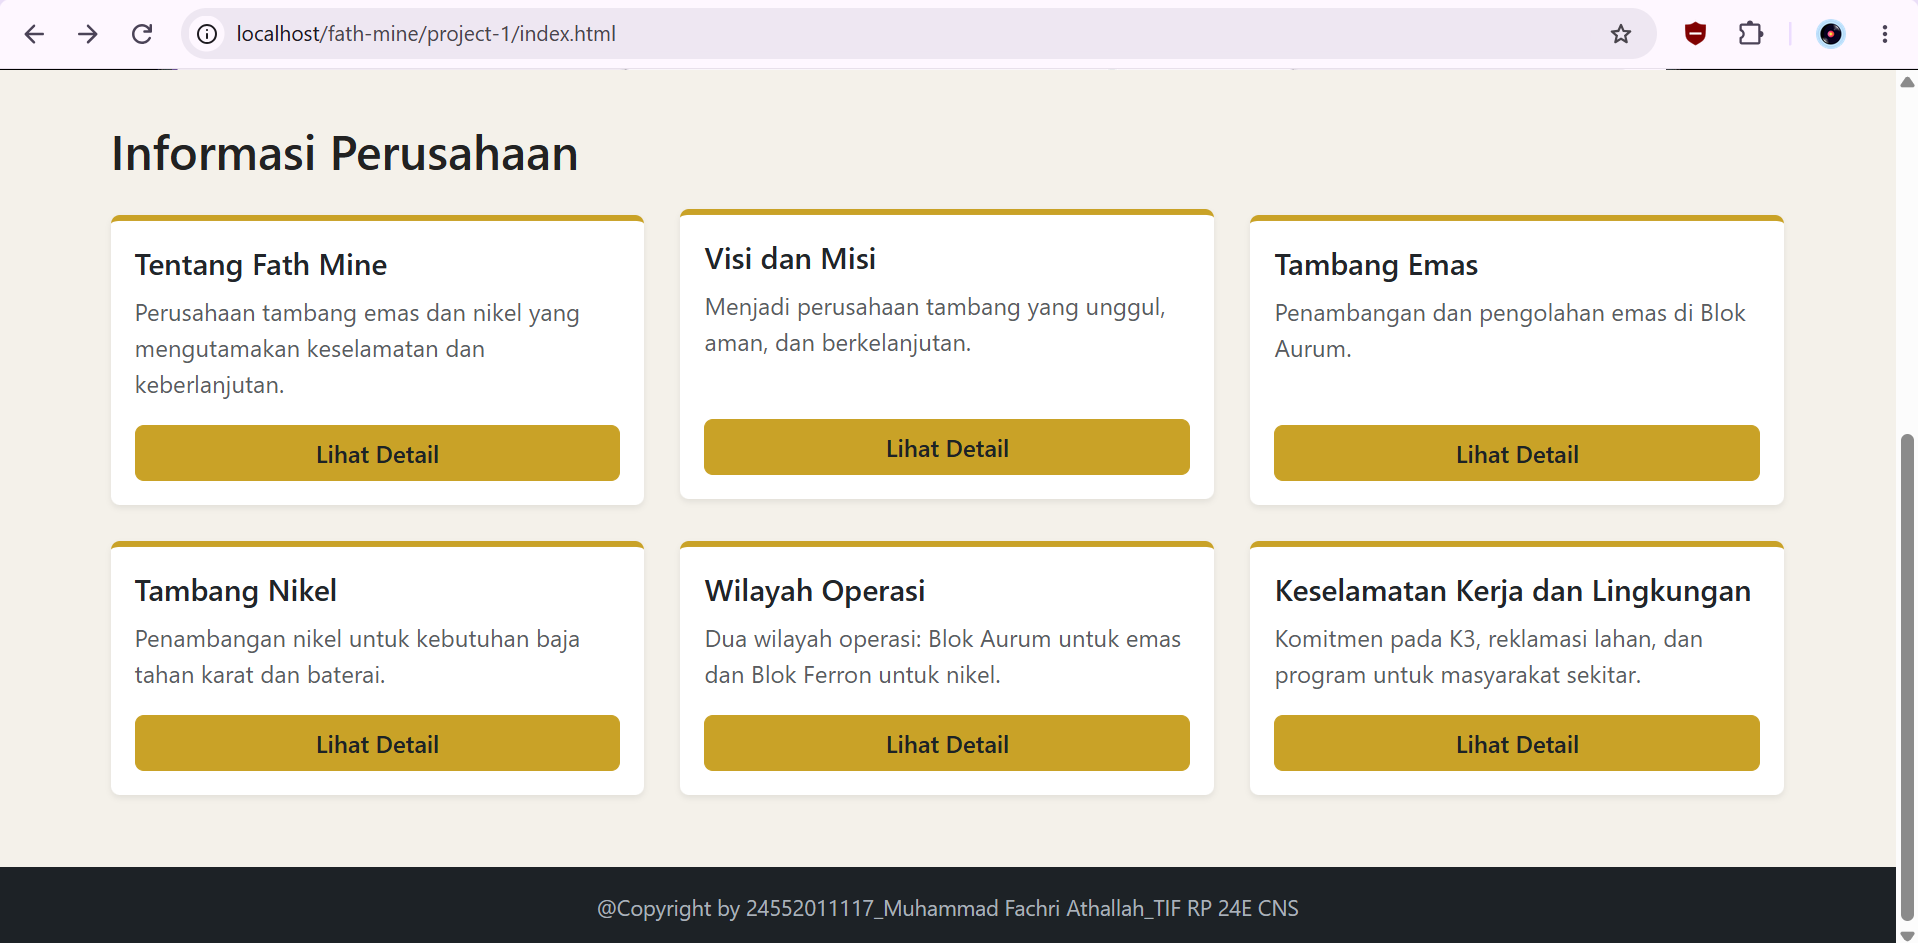 localhost/fath-mine/project-1/index.html
Informasi Perusahaan
Tentang Fath Mine
Perusahaan tambang emas dan nikel yang
mengutamakan keselamatan dan
keberlanjutan.
Lihat Detail
Visi dan Misi
Menjadi perusahaan tambang yang unggul,
aman, dan berkelanjutan.
Lihat Detail
Tambang Emas
Penambangan dan pengolahan emas di Blok
Aurum.
Lihat Detail
Tambang Nikel
Penambangan nikel untuk kebutuhan baja
tahan karat dan baterai.
Lihat Detail
Wilayah Operasi
Dua wilayah operasi: Blok Aurum untuk emas
dan Blok Ferron untuk nikel.
Lihat Detail
Keselamatan Kerja dan Lingkungan
Komitmen pada K3, reklamasi lahan, dan
program untuk masyarakat sekitar.
Lihat Detail
@Copyright by 24552011117_Muhammad Fachri Athallah_TIF RP 24E CNS